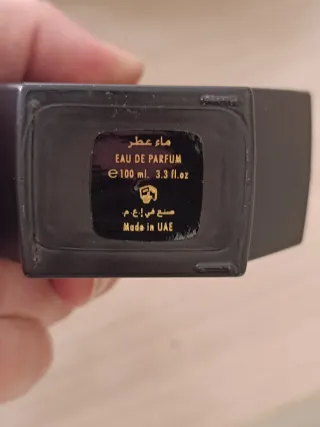 ماء عطر
EAU DE PARFUM
℮ 100 ml. 3.3 fl.oz
صنع في إ.ع.م.
Made in UAE